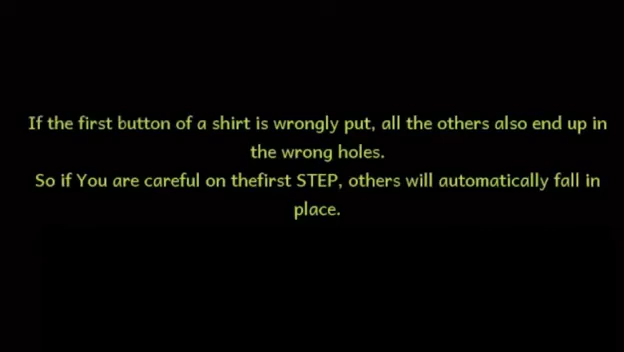 If the first button of a shirt is wrongly put, all the others also end up in
the wrong holes.
So if You are careful on thefirst STEP, others will automatically fall in
place.